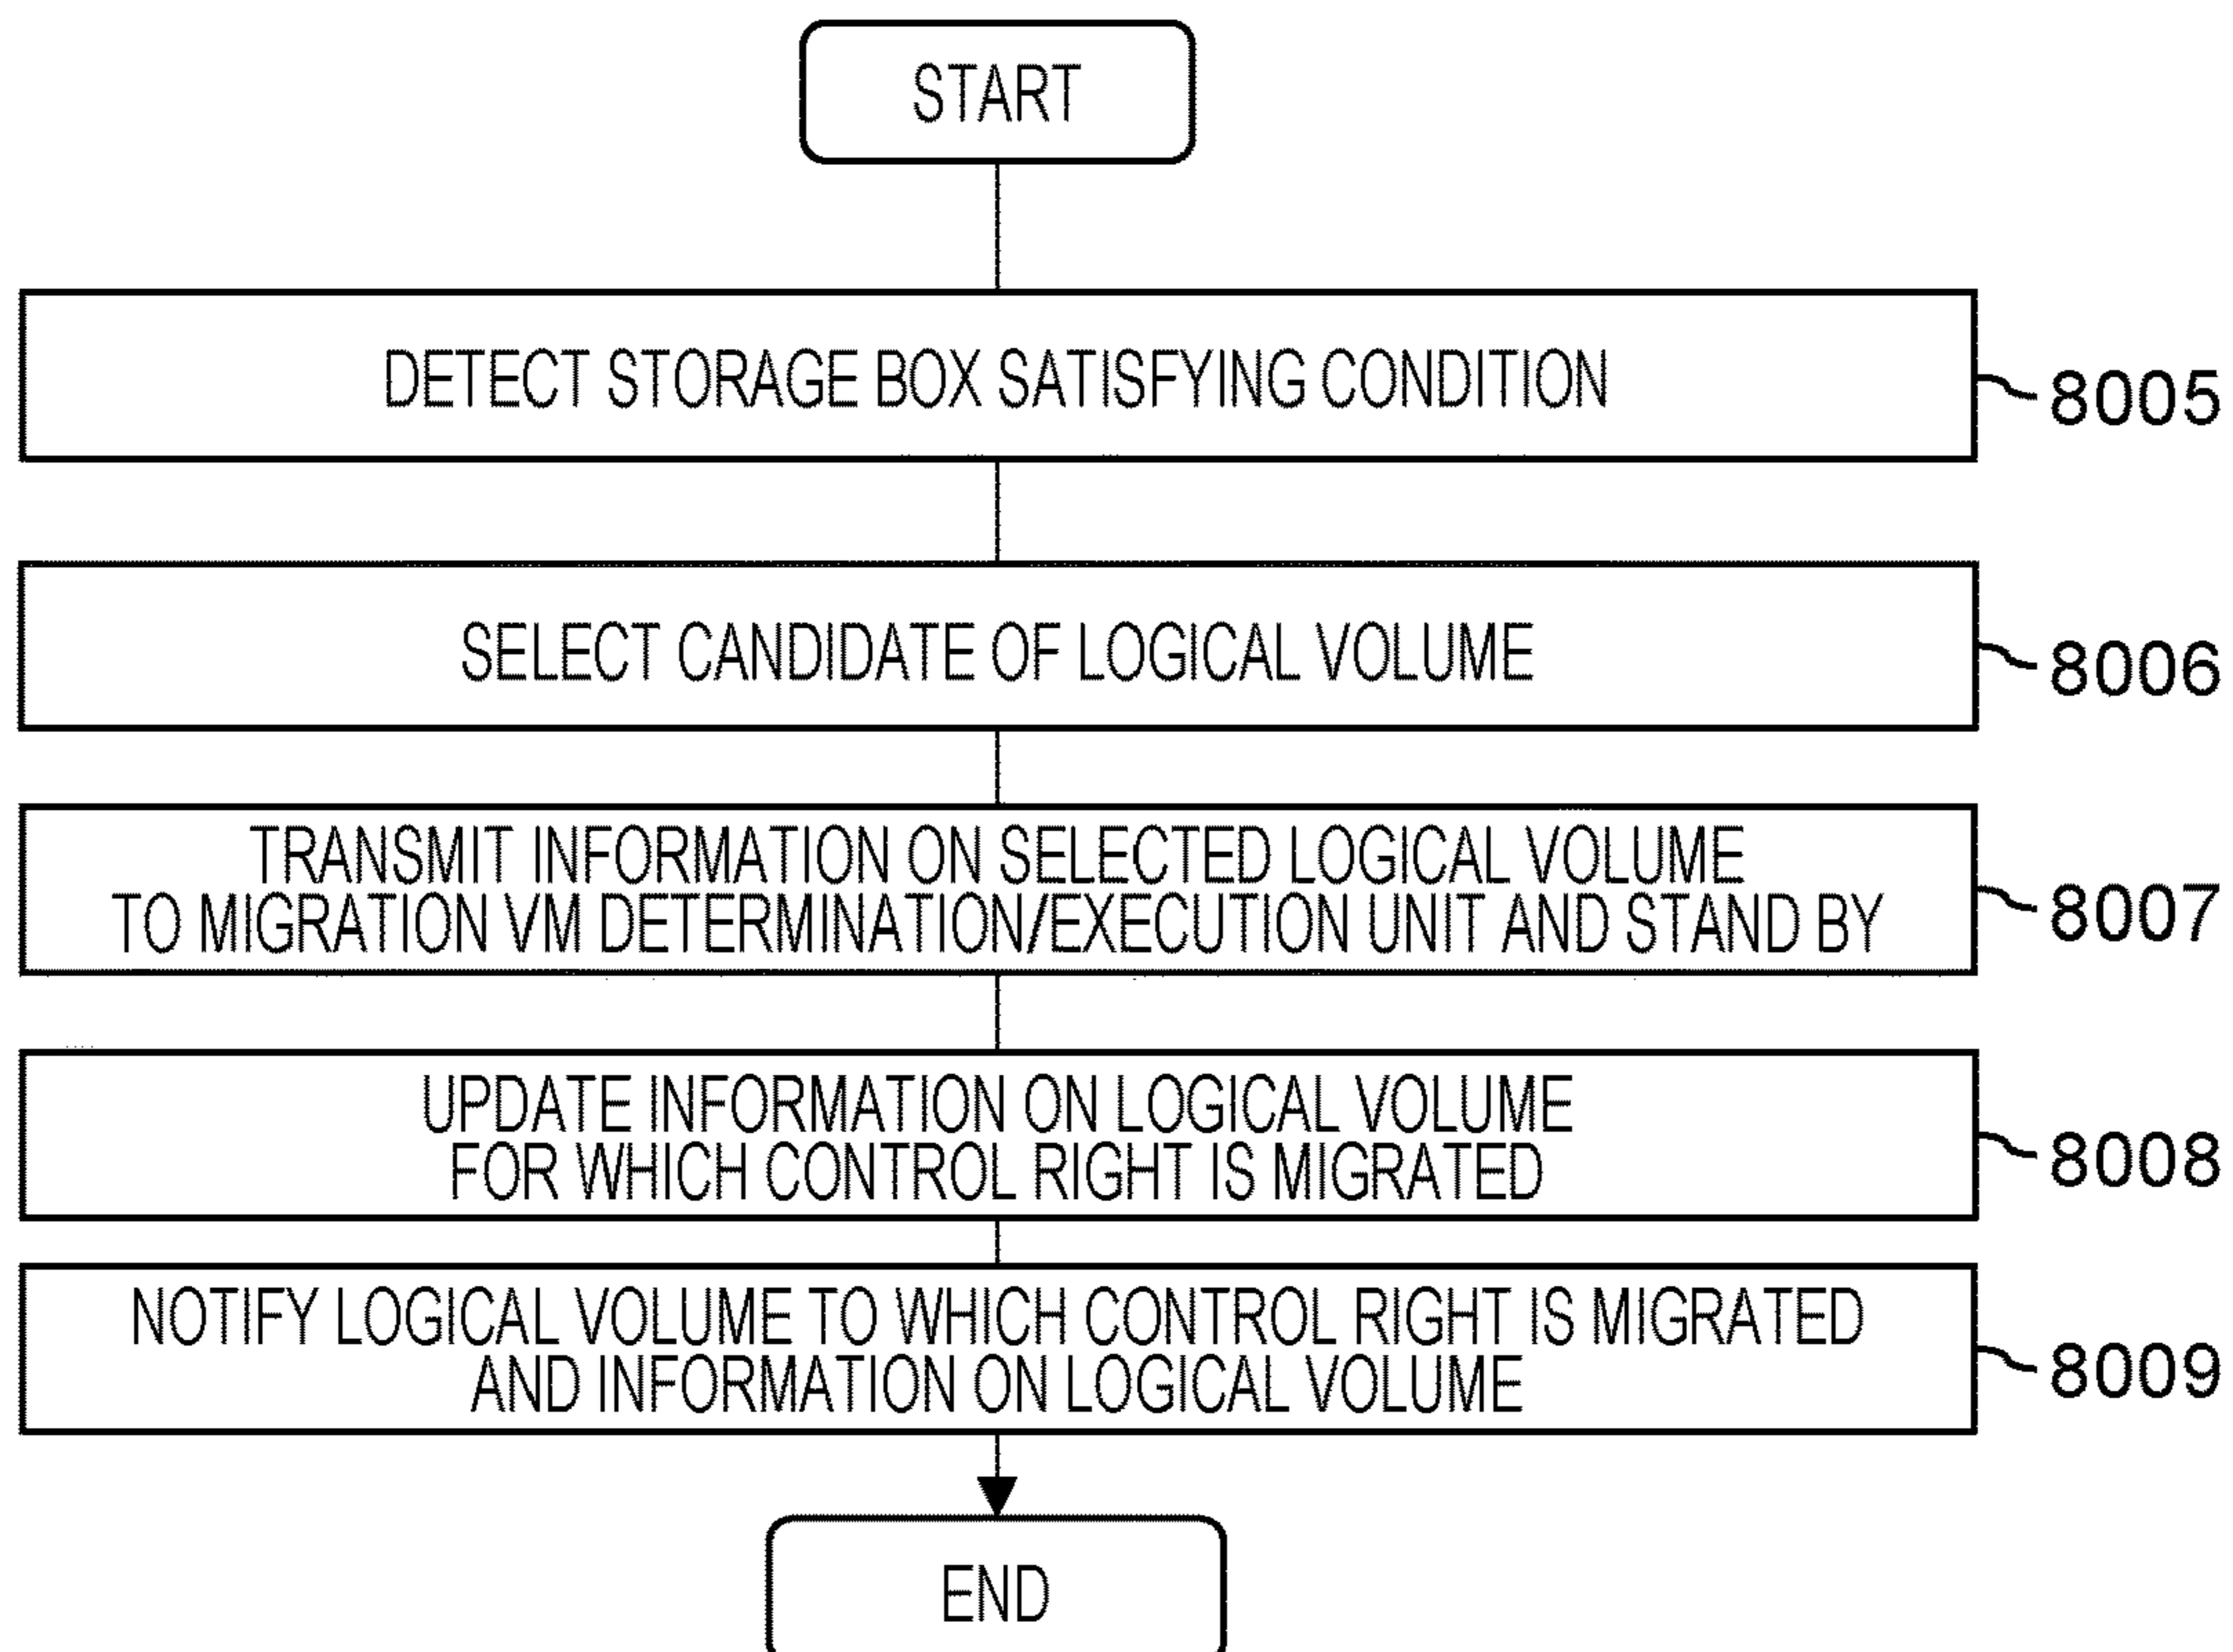 START
DETECT STORAGE BOX SATISFYING CONDITION
8005
SELECT CANDIDATE OF LOGICAL VOLUME
8006
TRANSMIT INFORMATION ON SELECTED LOGICAL VOLUME
TO MIGRATION VM DETERMINATION/EXECUTION UNIT AND STAND BY
8007
UPDATE INFORMATION ON LOGICAL VOLUME
FOR WHICH CONTROL RIGHT IS MIGRATED
8008
NOTIFY LOGICAL VOLUME TO WHICH CONTROL RIGHT IS MIGRATED
AND INFORMATION ON LOGICAL VOLUME
8009
END